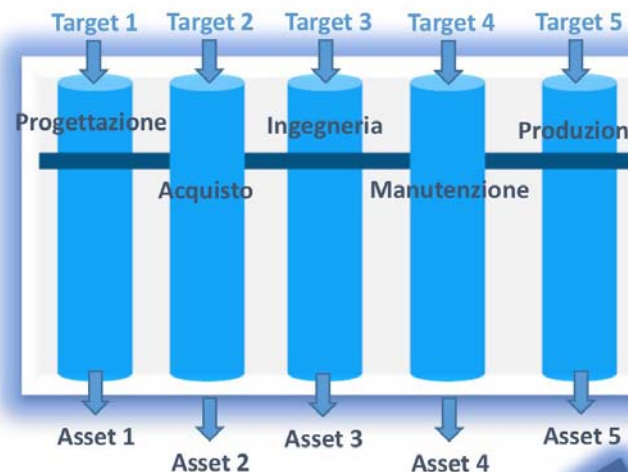 Target 1 Target 2 Target 3 Target 4 Target 5
Progettazione Ingegneria Produzion
Acquisto Manutenzione
Asset 1 Asset 2 Asset 3 Asset 4 Asset 5